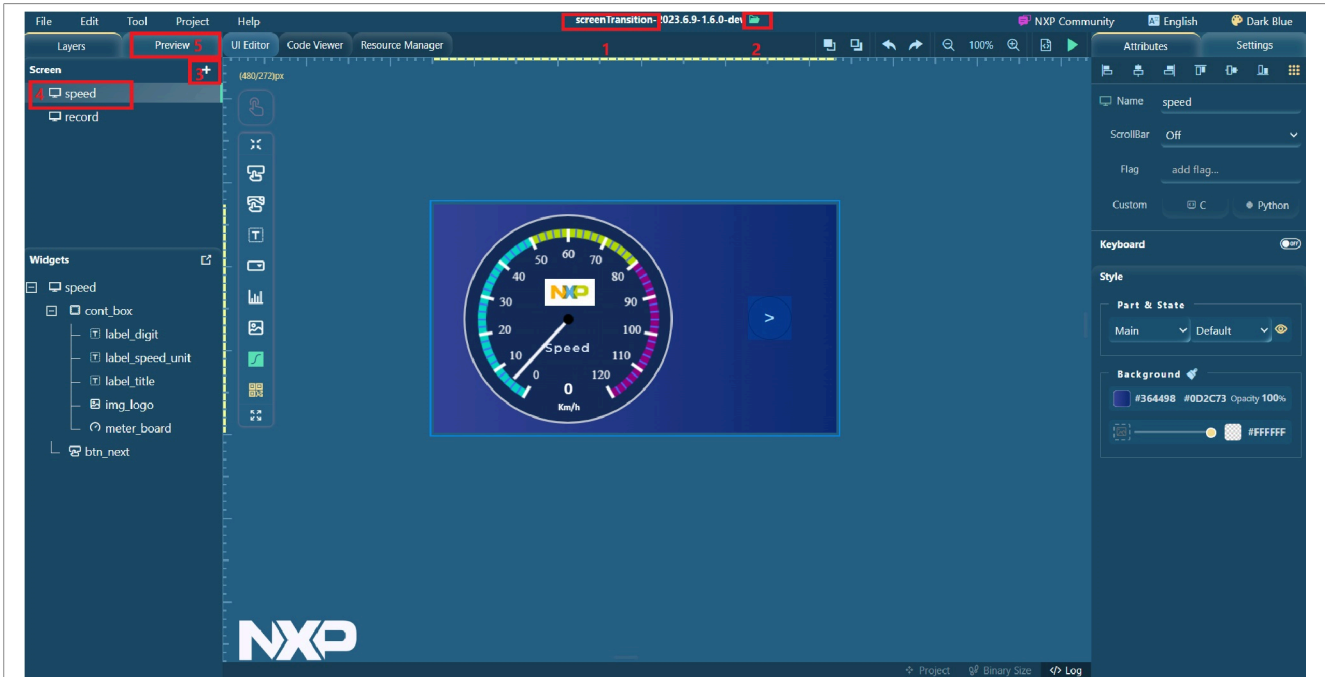 File Edit Tool Project Help screenTransition-2023.6.9-1.6.0-dev NXP Community English Dark Blue
Layers Preview 5 UI Editor Code Viewer Resource Manager 1 2 100% Attributes Settings
Screen 3 +
(480/272)px
4 speed
record
Name speed
ScrollBar Off
Flag add flag...
Custom C Python
Keyboard OFF
Style
Part & State
Main Default
Background
#364498 #0D2C73 Opacity 100%
#FFFFFF
Widgets
speed
cont_box
label_digit
label_speed_unit
label_title
img_logo
meter_board
btn_next
T
0 10 20 30 40 50 60 70 80 90 100 110 120
NXP
Speed
0
Km/h
>
NXP
Project Binary Size </> Log